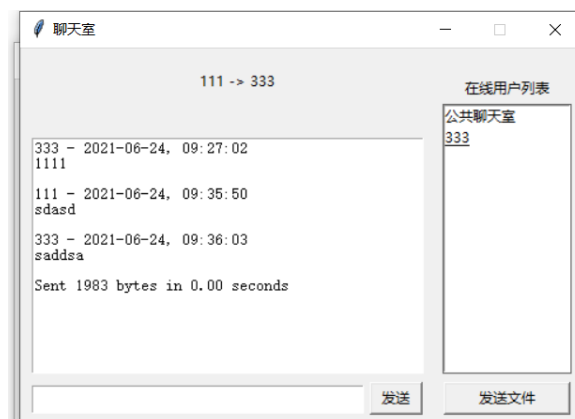 聊天室
111 -> 333
在线用户列表
333 - 2021-06-24, 09:27:02
1111
111 - 2021-06-24, 09:35:50
sdasd
333 - 2021-06-24, 09:36:03
saddsa
Sent 1983 bytes in 0.00 seconds
公共聊天室
333
发送
发送文件